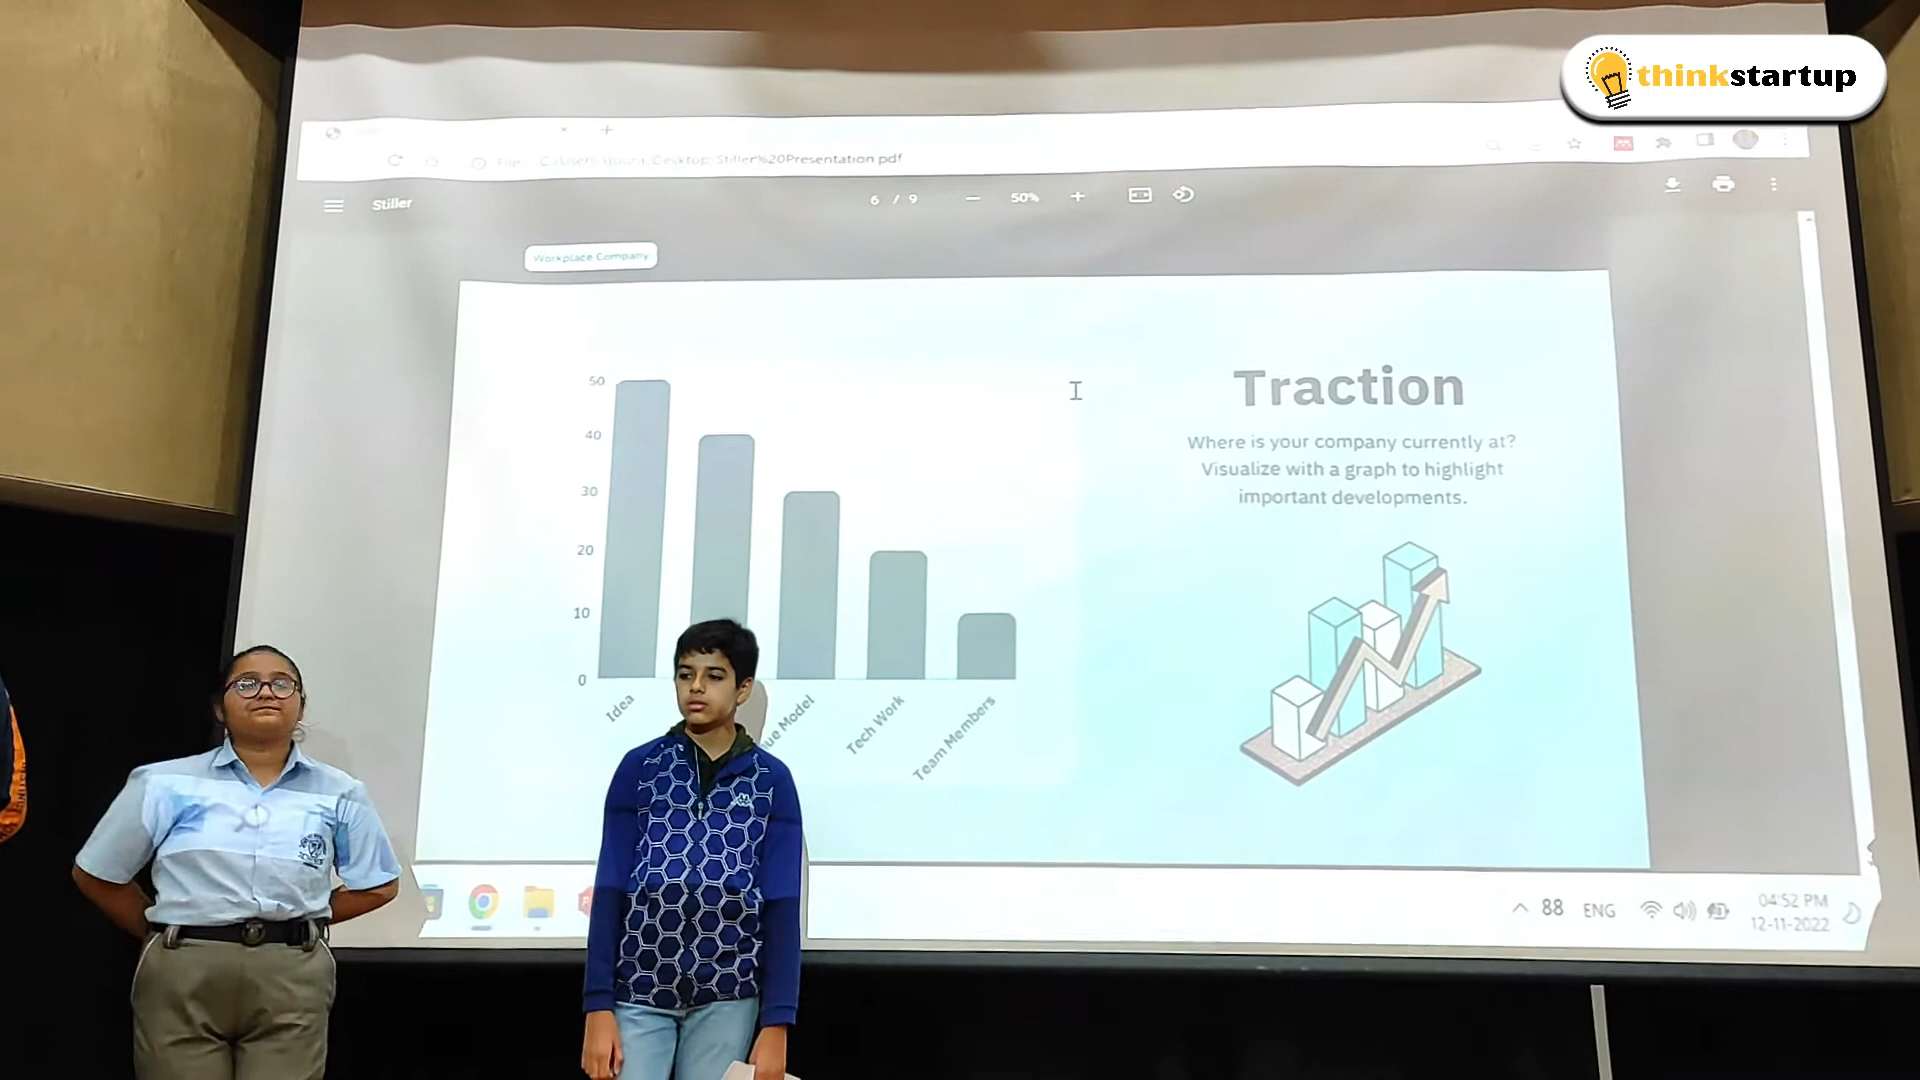 thinkstartup
Presentation.pdf
Stiller
6 / 9
50%
Workplace Company
50
40
30
20
10
0
Idea
Model
Tech Work
Team Members
Traction
Where is your company currently at?
Visualize with a graph to highlight
important developments.
88
ENG
04:52 PM
12-11-2022